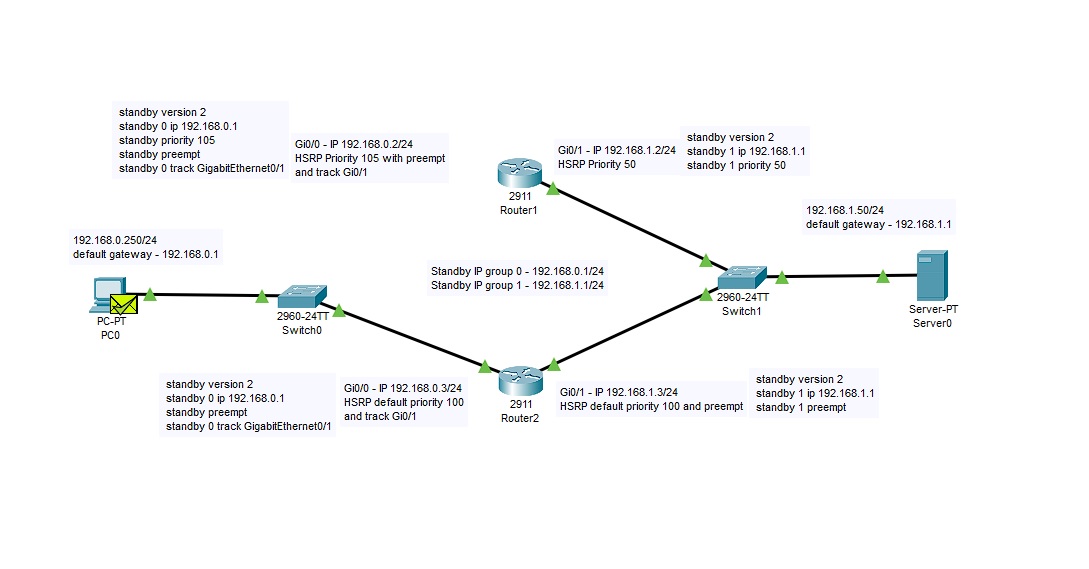 standby version 2
standby 0 ip 192.168.0.1
standby priority 105
standby preempt
standby 0 track GigabitEthernet0/1
Gi0/0 - IP 192.168.0.2/24
HSRP Priority 105 with preempt
and track Gi0/1
Gi0/1 - IP 192.168.1.2/24
HSRP Priority 50
standby version 2
standby 1 ip 192.168.1.1
standby 1 priority 50
2911
Router1
192.168.1.50/24
default gateway - 192.168.1.1
192.168.0.250/24
default gateway - 192.168.0.1
Standby IP group 0 - 192.168.0.1/24
Standby IP group 1 - 192.168.1.1/24
PC-PT
PC0
2960-24TT
Switch0
2960-24TT
Switch1
Server-PT
Server0
standby version 2
standby 0 ip 192.168.0.1
standby preempt
standby 0 track GigabitEthernet0/1
Gi0/0 - IP 192.168.0.3/24
HSRP default priority 100
and track Gi0/1
2911
Router2
Gi0/1 - IP 192.168.1.3/24
HSRP default priority 100 and preempt
standby version 2
standby 1 ip 192.168.1.1
standby 1 preempt